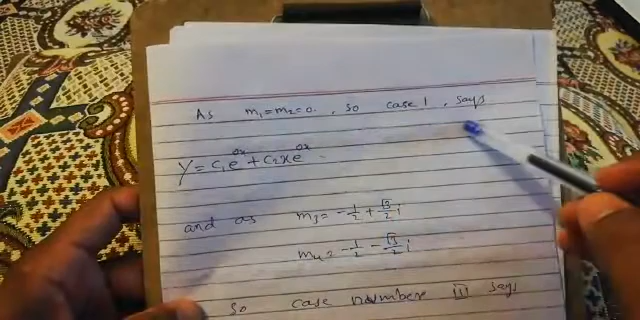 As m₁=m₂=0. , so case 1 , says
y = c₁e^0x + c₂xe^0x .
and as m₃= -1/2 + √3/2 i
m₄= -1/2 - √3/2 i
so case number III says